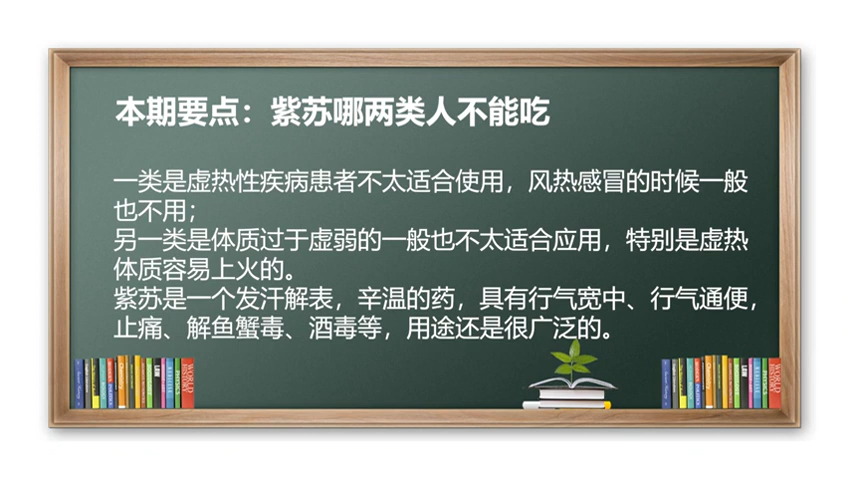 本期要点：紫苏哪两类人不能吃
一类是虚热性疾病患者不太适合使用，风热感冒的时候一般
也不用；
另一类是体质过于虚弱的一般也不太适合应用，特别是虚热
体质容易上火的。
紫苏是一个发汗解表，辛温的药，具有行气宽中、行气通便，
止痛、解鱼蟹毒、酒毒等，用途还是很广泛的。
WORLD HISTORY
WORLD HISTORY